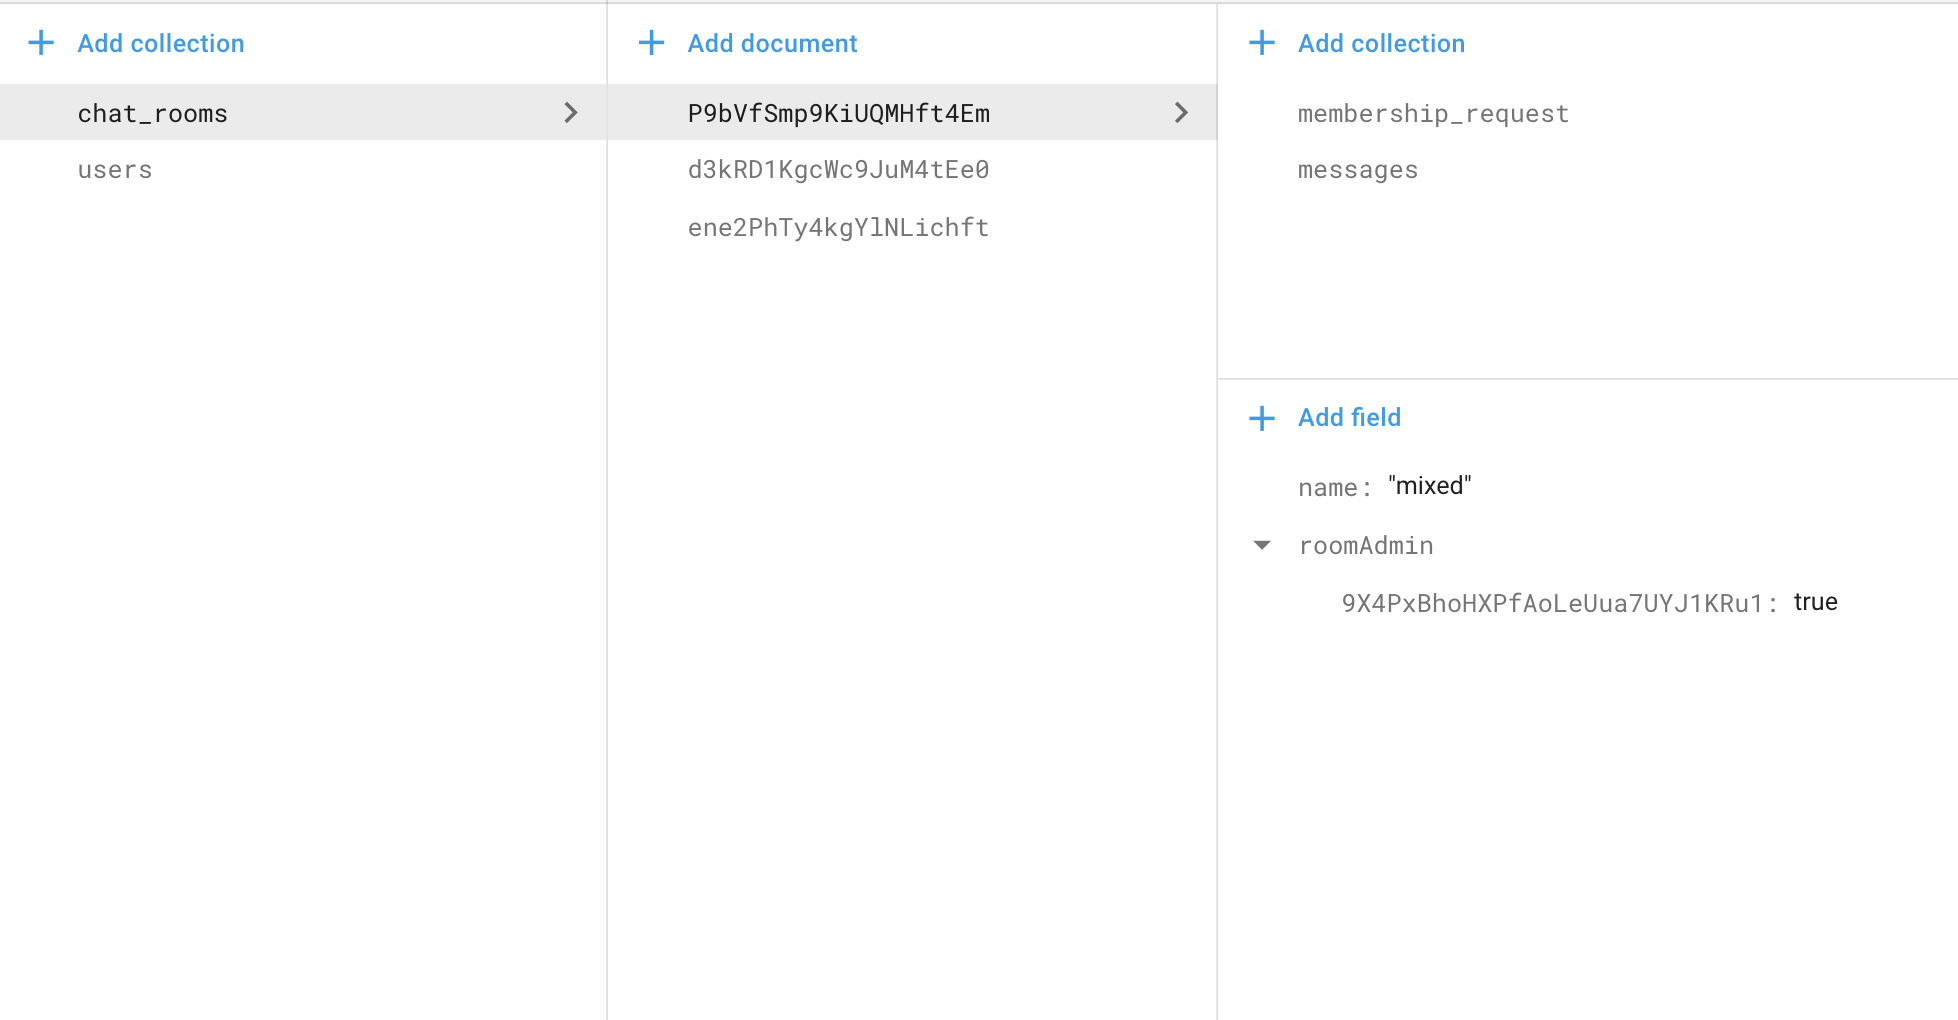 Add collection
chat_rooms
users
Add document
P9bVfSmp9KiUQMHft4Em
d3kRD1KgcWc9JuM4tEe0
ene2PhTy4kgYlNLichft
Add collection
membership_request
messages
Add field
name: "mixed"
roomAdmin
9X4PxBhoHXPfAoLeUua7UYJ1KRu1: true